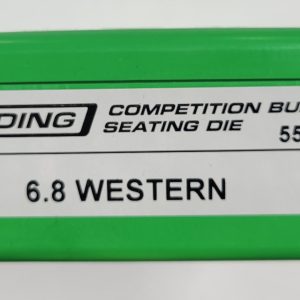 DING COMPETITION BU
SEATING DIE
55
6.8 WESTERN